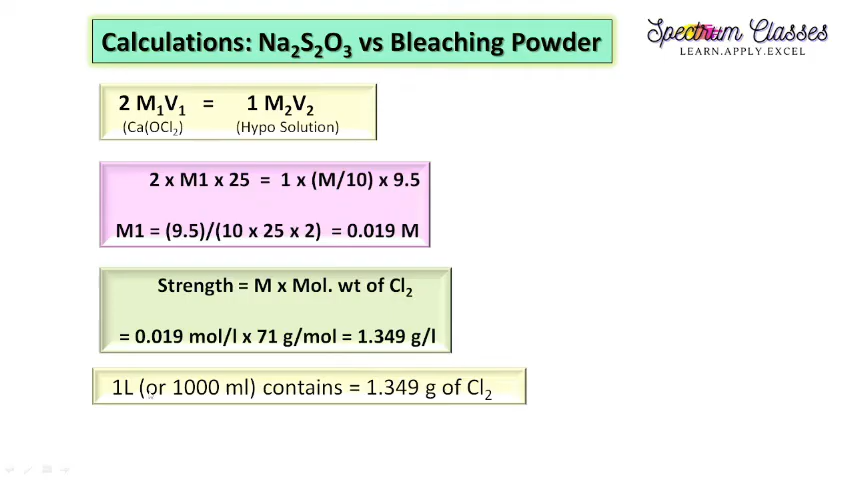 Calculations: Na₂S₂O₃ vs Bleaching Powder
Spectrum Classes
LEARN.APPLY.EXCEL
2 M₁V₁ = 1 M₂V₂
(Ca(OCl₂) (Hypo Solution)
2 x M1 x 25 = 1 x (M/10) x 9.5
M1 = (9.5)/(10 x 25 x 2) = 0.019 M
Strength = M x Mol. wt of Cl₂
= 0.019 mol/l x 71 g/mol = 1.349 g/l
1L (or 1000 ml) contains = 1.349 g of Cl₂